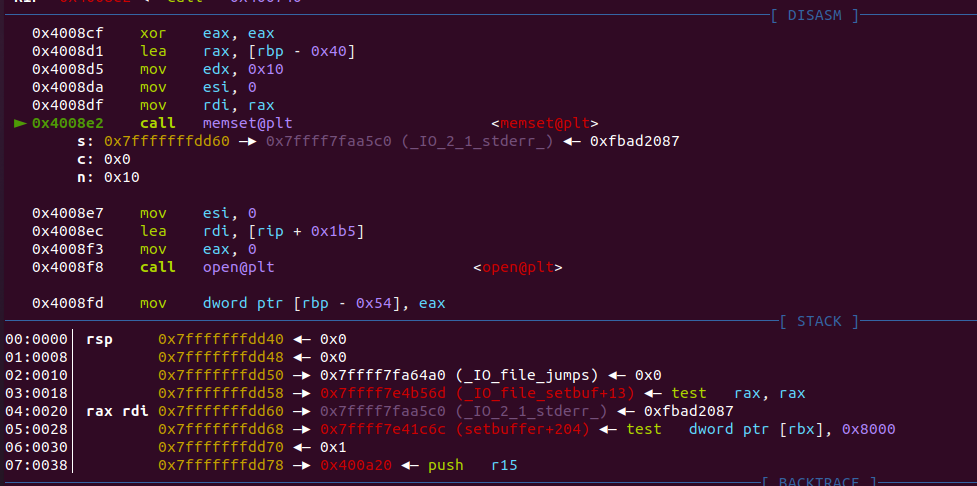 [ DISASM ]
0x4008cf xor eax, eax
0x4008d1 lea rax, [rbp - 0x40]
0x4008d5 mov edx, 0x10
0x4008da mov esi, 0
0x4008df mov rdi, rax
► 0x4008e2 call memset@plt <memset@plt>
s: 0x7fffffffdd60 —▸ 0x7ffff7faa5c0 (_IO_2_1_stderr_) ◂— 0xfbad2087
c: 0x0
n: 0x10
0x4008e7 mov esi, 0
0x4008ec lea rdi, [rip + 0x1b5]
0x4008f3 mov eax, 0
0x4008f8 call open@plt <open@plt>
0x4008fd mov dword ptr [rbp - 0x54], eax
[ STACK ]
00:0000│ rsp 0x7fffffffdd40 ◂— 0x0
01:0008│ 0x7fffffffdd48 ◂— 0x0
02:0010│ 0x7fffffffdd50 —▸ 0x7ffff7fa64a0 (_IO_file_jumps) ◂— 0x0
03:0018│ 0x7fffffffdd58 —▸ 0x7ffff7e4b56d (_IO_file_setbuf+13) ◂— test rax, rax
04:0020│ rax rdi 0x7fffffffdd60 —▸ 0x7ffff7faa5c0 (_IO_2_1_stderr_) ◂— 0xfbad2087
05:0028│ 0x7fffffffdd68 —▸ 0x7ffff7e41c6c (setbuffer+204) ◂— test dword ptr [rbx], 0x8000
06:0030│ 0x7fffffffdd70 ◂— 0x1
07:0038│ 0x7fffffffdd78 —▸ 0x400a20 ◂— push r15
[ BACKTRACE ]